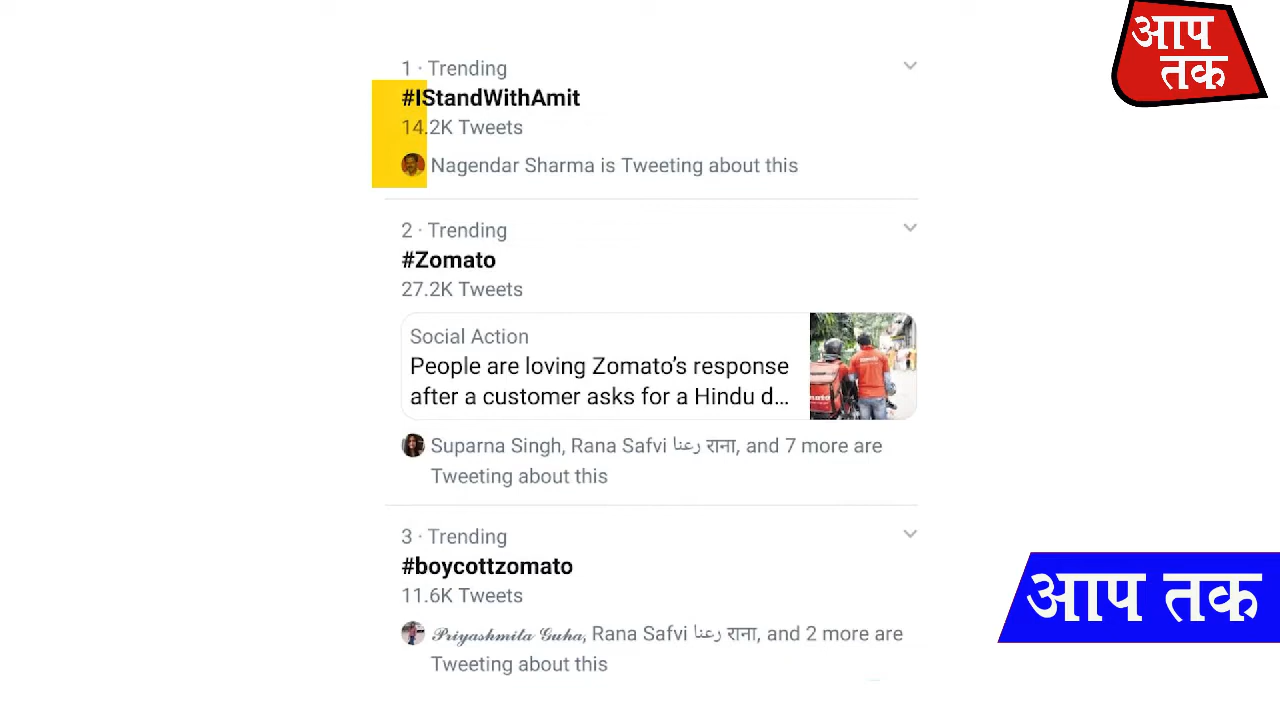 आप
तक
1 · Trending
#IStandWithAmit
14.2K Tweets
Nagendar Sharma is Tweeting about this
2 · Trending
#Zomato
27.2K Tweets
Social Action
People are loving Zomato's response
after a customer asks for a Hindu d...
Suparna Singh, Rana Safvi رعنا राना, and 7 more are
Tweeting about this
3 · Trending
#boycottzomato
11.6K Tweets
𝒫𝓇𝒾𝓎𝒶𝓈𝒽𝓂𝒾𝓁𝒶 𝒢𝓊𝒽𝒶, Rana Safvi رعنا राना, and 2 more are
Tweeting about this
आप तक